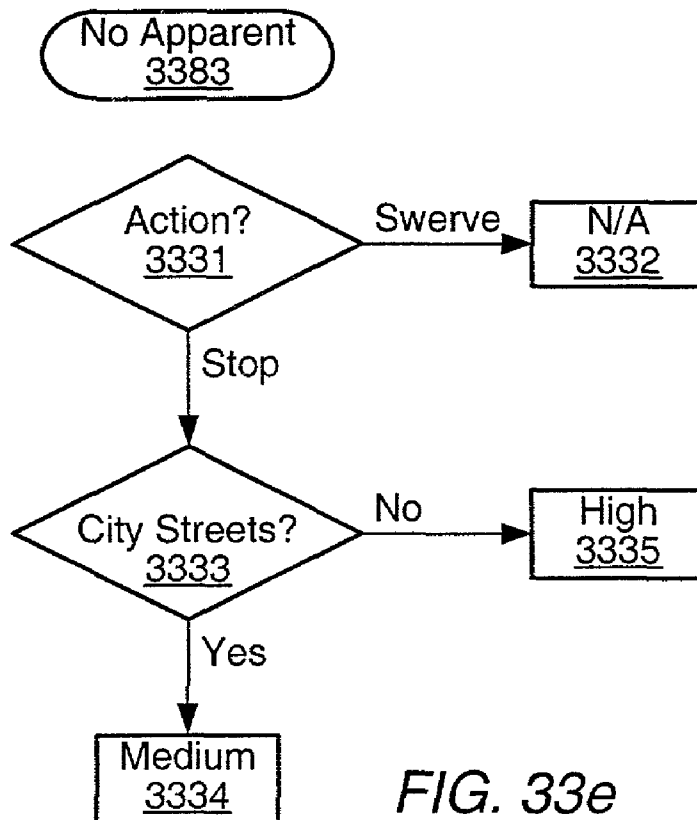 No Apparent
3383
Action?
3331
Swerve
N/A
3332
Stop
City Streets?
3333
No
High
3335
Yes
Medium
3334
FIG. 33e